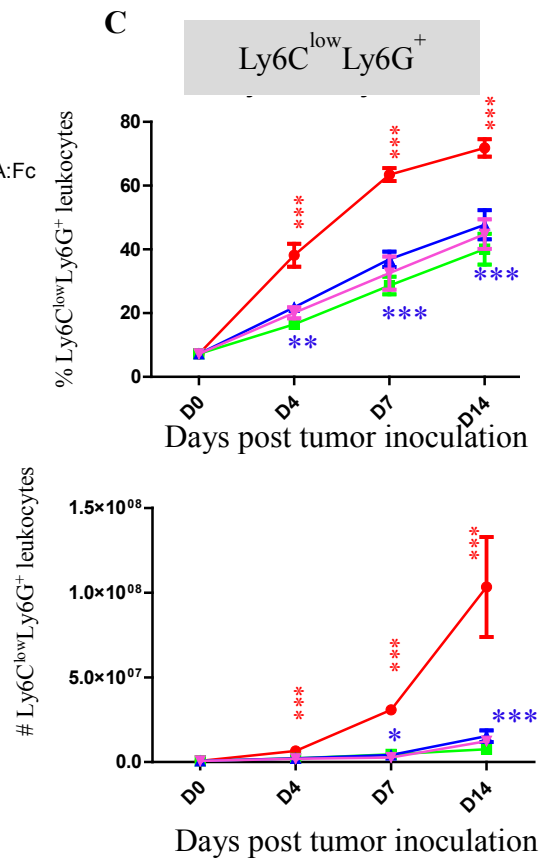 C
Ly6C^low Ly6G^+
A:Fc
% Ly6C^low Ly6G^+ leukocytes
80
60
40
20
0
***
***
***
**
***
***
D0
D4
D7
D14
Days post tumor inoculation
# Ly6C^low Ly6G^+ leukocytes
1.5×10^08
1.0×10^08
5.0×10^07
0.0
***
***
***
*
***
D0
D4
D7
D14
Days post tumor inoculation